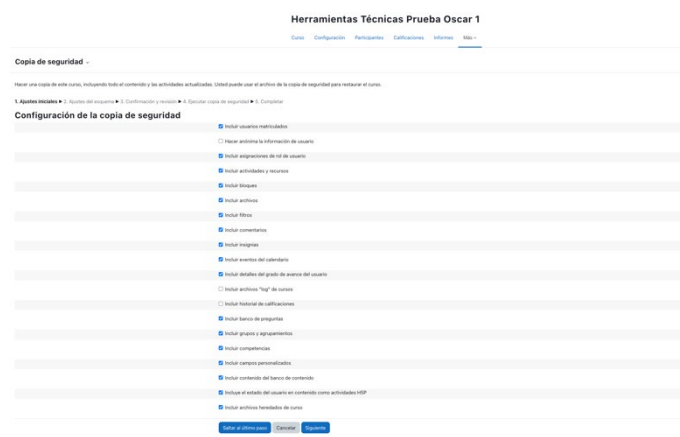 Herramientas Técnicas Prueba Oscar 1
Curso Configuración Participantes Calificaciones Informes Más
Copia de seguridad
Hacer una copia de este curso, incluyendo todo el contenido y las actividades actualizadas. Usted puede usar el archivo de la copia de seguridad para restaurar el curso.
1. Ajustes iniciales ► 2. Ajustes del esquema ► 3. Confirmación y revisión ► 4. Ejecutar copia de seguridad ► 5. Completar
Configuración de la copia de seguridad
Incluir usuarios matriculados
Hacer anónima la información de usuario
Incluir asignaciones de rol de usuario
Incluir actividades y recursos
Incluir bloques
Incluir archivos
Incluir filtros
Incluir comentarios
Incluir insignias
Incluir eventos del calendario
Incluir detalles del grado de avance del usuario
Incluir archivos "log" de cursos
Incluir historial de calificaciones
Incluir banco de preguntas
Incluir grupos y agrupamientos
Incluir competencias
Incluir campos personalizados
Incluir contenido del banco de contenido
Incluye el estado del usuario en contenido como actividades H5P
Incluir archivos heredados de curso
Saltar al último paso Cancelar Siguiente